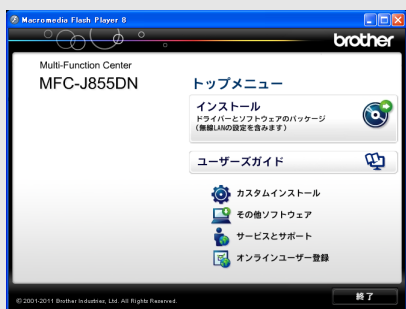 Macromedia Flash Player 8
brother
Multi-Function Center
MFC-J855DN
トップメニュー
インストール
ドライバーとソフトウェアのパッケージ
(無線LANの設定を含みます)
ユーザーズガイド
カスタムインストール
その他ソフトウェア
サービスとサポート
オンラインユーザー登録
© 2001-2011 Brother Industries, Ltd. All Rights Reserved.
終了